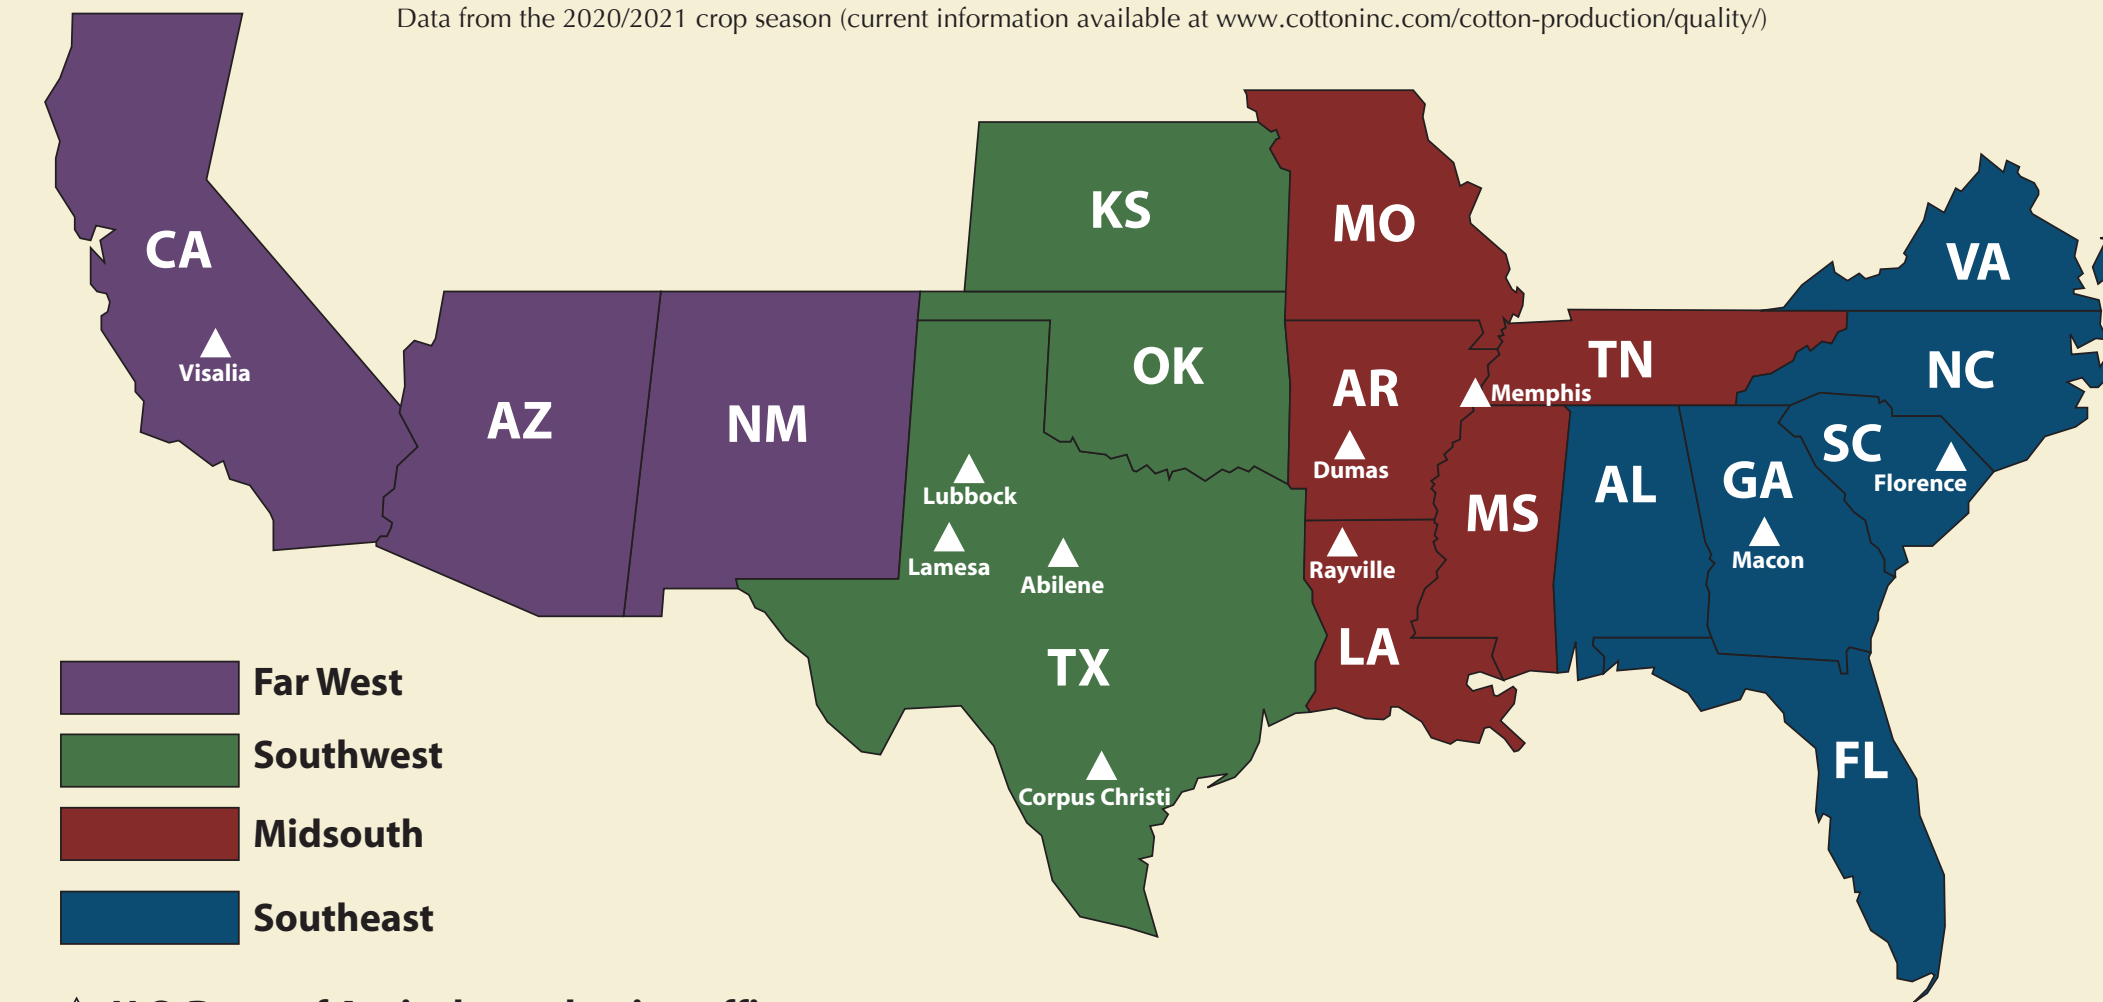 Data from the 2020/2021 crop season (current information available at www.cottoninc.com/cotton-production/quality/)
CA
Visalia
AZ
NM
KS
OK
Lubbock
Lamesa
Abilene
TX
Corpus Christi
MO
AR
Dumas
Rayville
LA
MS
TN
Memphis
AL
GA
Macon
SC
Florence
NC
VA
FL
Far West
Southwest
Midsouth
Southeast